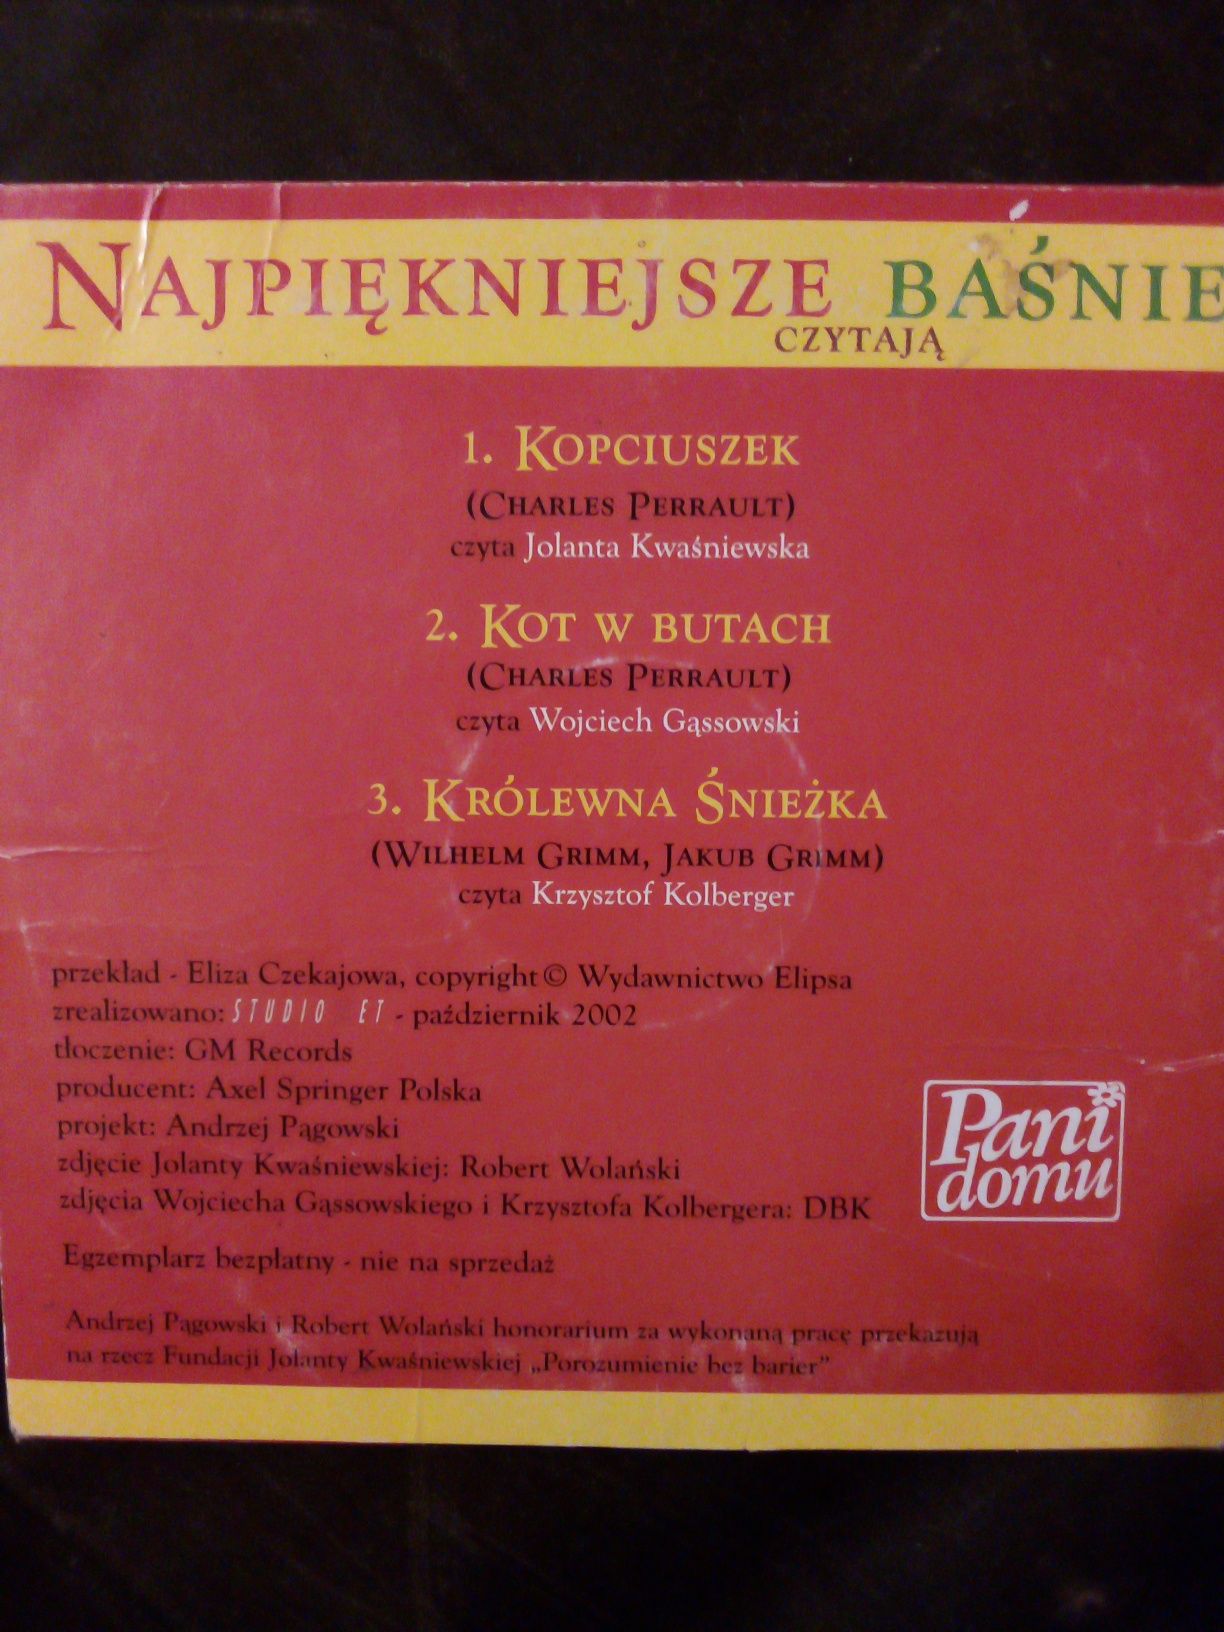 NAJPIĘKNIEJSZE BAŚNIE
CZYTAJĄ
1. KOPCIUSZEK
(CHARLES PERRAULT)
czyta Jolanta Kwaśniewska
2. KOT W BUTACH
(CHARLES PERRAULT)
czyta Wojciech Gąssowski
3. KRÓLEWNA ŚNIEŻKA
(WILHELM GRIMM, JAKUB GRIMM)
czyta Krzysztof Kolberger
przekład - Eliza Czekajowa, copyright © Wydawnictwo Elipsa
zrealizowano: STUDIO ET - październik 2002
tłoczenie: GM Records
producent: Axel Springer Polska
projekt: Andrzej Pągowski
zdjęcie Jolanty Kwaśniewskiej: Robert Wolański
zdjęcia Wojciecha Gąssowskiego i Krzysztofa Kolbergera: DBK
Pani
domu
Egzemplarz bezpłatny - nie na sprzedaż
Andrzej Pągowski i Robert Wolański honorarium za wykonaną pracę przekazują
na rzecz Fundacji Jolanty Kwaśniewskiej „Porozumienie bez barier”